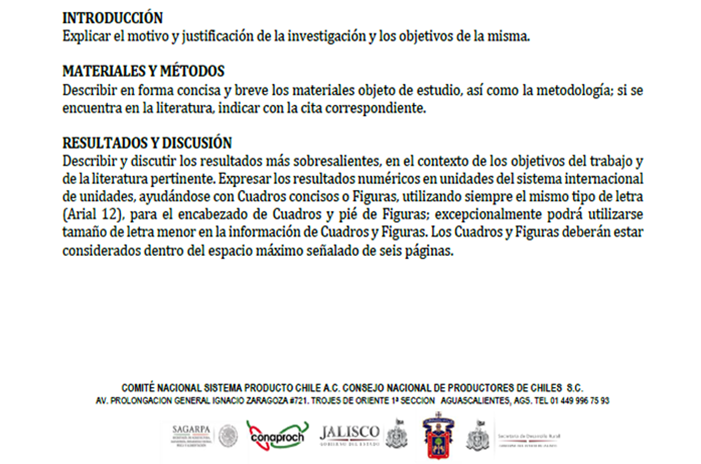 INTRODUCCIÓN
Explicar el motivo y justificación de la investigación y los objetivos de la misma.
MATERIALES Y MÉTODOS
Describir en forma concisa y breve los materiales objeto de estudio, así como la metodología; si se
encuentra en la literatura, indicar con la cita correspondiente.
RESULTADOS Y DISCUSIÓN
Describir y discutir los resultados más sobresalientes, en el contexto de los objetivos del trabajo y
de la literatura pertinente. Expresar los resultados numéricos en unidades del sistema internacional
de unidades, ayudándose con Cuadros concisos o Figuras, utilizando siempre el mismo tipo de letra
(Arial 12), para el encabezado de Cuadros y pié de Figuras; excepcionalmente podrá utilizarse
tamaño de letra menor en la información de Cuadros y Figuras. Los Cuadros y Figuras deberán estar
considerados dentro del espacio máximo señalado de seis páginas.
COMITÉ NACIONAL SISTEMA PRODUCTO CHILE A.C. CONSEJO NACIONAL DE PRODUCTORES DE CHILES S.C.
AV. PROLONGACION GENERAL IGNACIO ZARAGOZA #721. TROJES DE ORIENTE 1ª SECCION AGUASCALIENTES, AGS. TEL 01 449 996 75 93
SAGARPA
conaproch
JALISCO
GOBIERNO DEL ESTADO
Secretaría de Desarrollo Rural